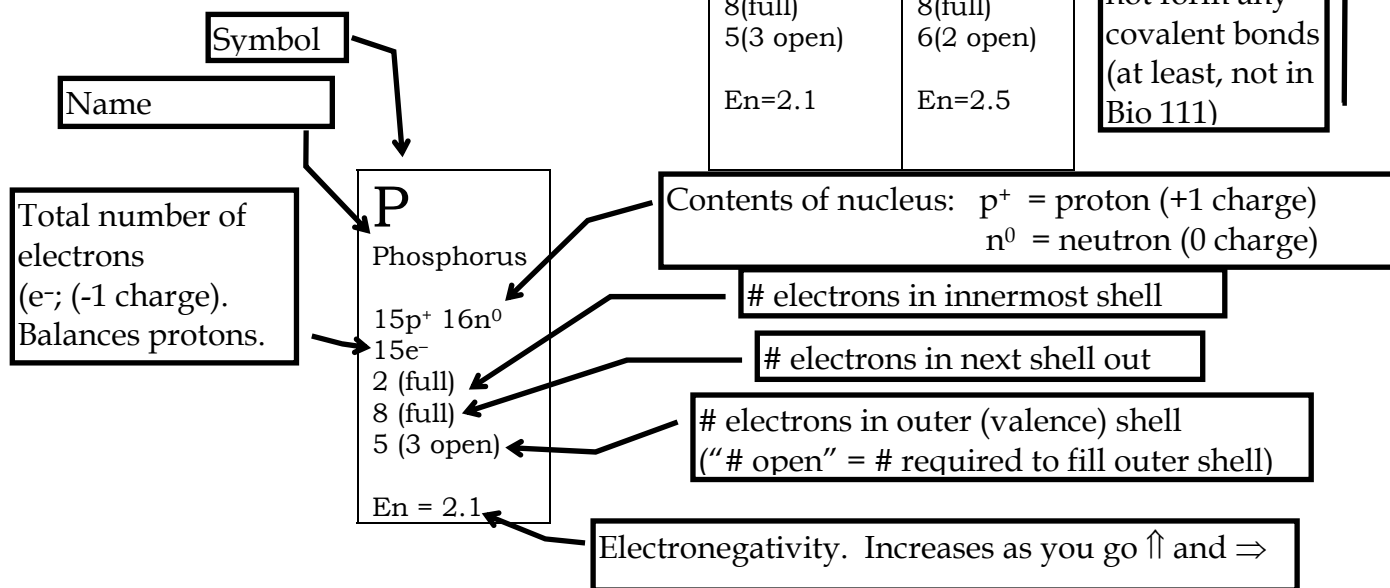 8(full)
5(3 open)
En=2.1
8(full)
6(2 open)
En=2.5
not form any
covalent bonds
(at least, not in
Bio 111)
Symbol
Name
Total number of
electrons
(e⁻; (-1 charge).
Balances protons.
P
Phosphorus
15p⁺ 16n⁰
15e⁻
2 (full)
8 (full)
5 (3 open)
En = 2.1
Contents of nucleus: p⁺ = proton (+1 charge)
n⁰ = neutron (0 charge)
# electrons in innermost shell
# electrons in next shell out
# electrons in outer (valence) shell
(“# open” = # required to fill outer shell)
Electronegativity. Increases as you go ⇑ and ⇒